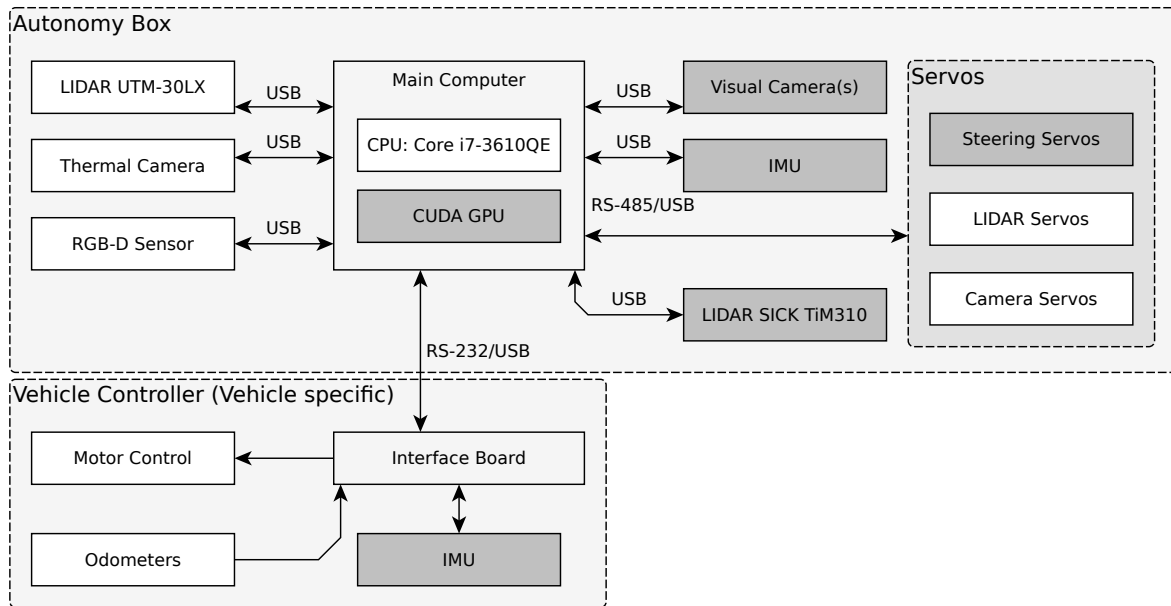 Autonomy Box
LIDAR UTM-30LX
USB
Thermal Camera
USB
RGB-D Sensor
USB
Main Computer
CPU: Core i7-3610QE
CUDA GPU
USB
Visual Camera(s)
USB
IMU
RS-485/USB
USB
LIDAR SICK TiM310
Servos
Steering Servos
LIDAR Servos
Camera Servos
RS-232/USB
Vehicle Controller (Vehicle specific)
Motor Control
Interface Board
Odometers
IMU